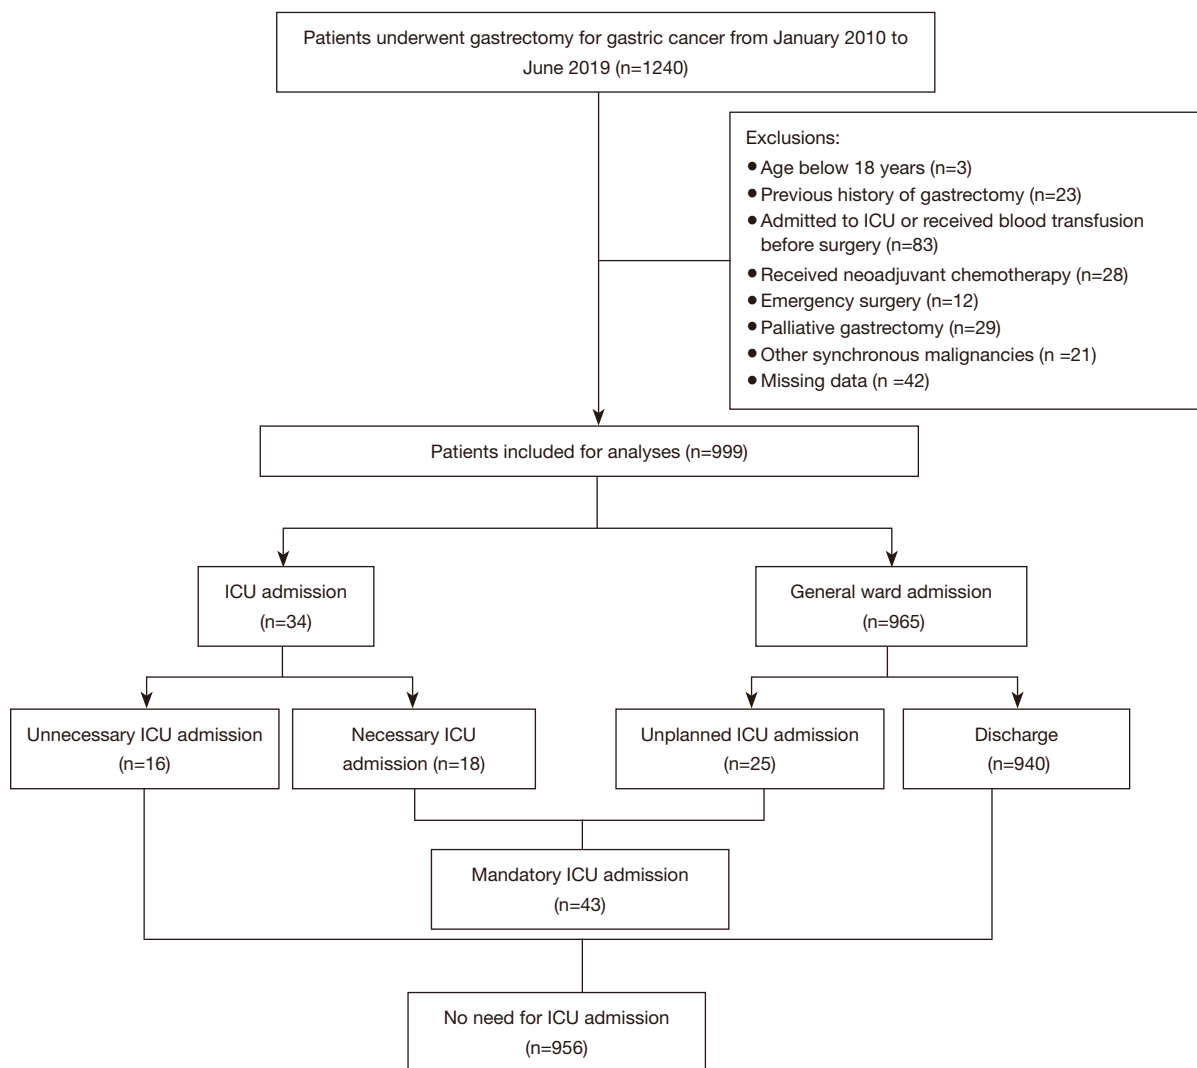 Patients underwent gastrectomy for gastric cancer from January 2010 to
June 2019 (n=1240)
Exclusions:
● Age below 18 years (n=3)
● Previous history of gastrectomy (n=23)
● Admitted to ICU or received blood transfusion
before surgery (n=83)
● Received neoadjuvant chemotherapy (n=28)
● Emergency surgery (n=12)
● Palliative gastrectomy (n=29)
● Other synchronous malignancies (n =21)
● Missing data (n =42)
Patients included for analyses (n=999)
ICU admission
(n=34)
General ward admission
(n=965)
Unnecessary ICU admission
(n=16)
Necessary ICU
admission (n=18)
Unplanned ICU admission
(n=25)
Discharge
(n=940)
Mandatory ICU admission
(n=43)
No need for ICU admission
(n=956)